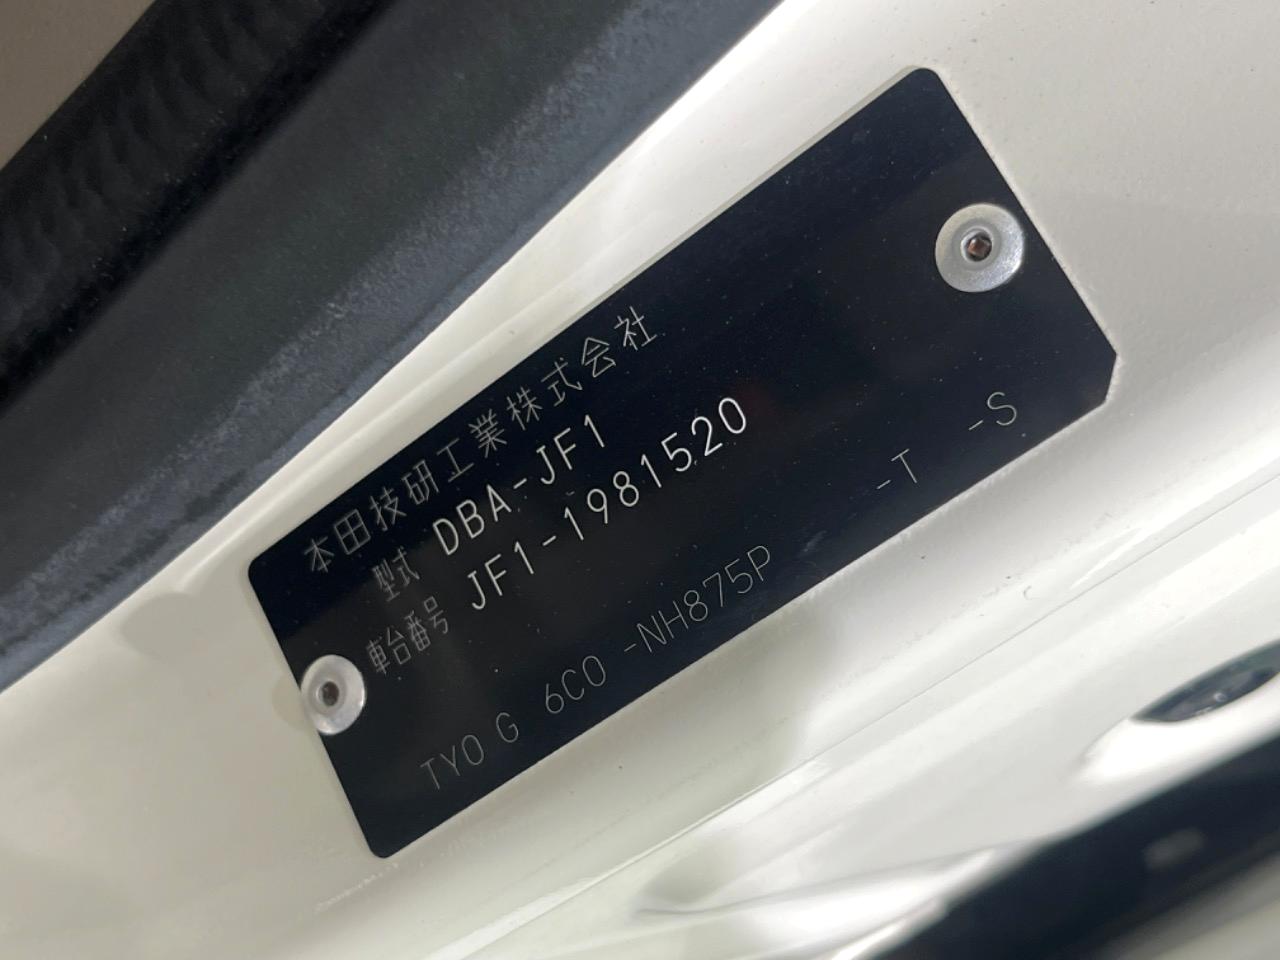 本田技研工業株式会社
型式 DBA-JF1
車台番号 JF1-1981520
TYO G 6C0 -NH875P -T -S